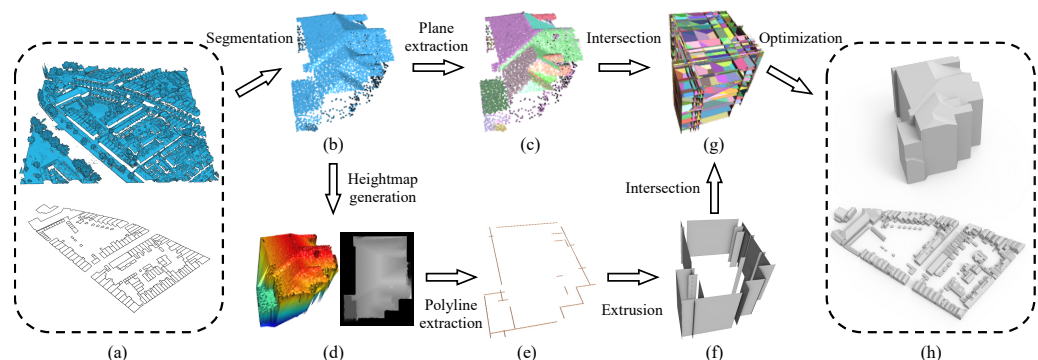 Segmentation
Plane
extraction
Intersection
Optimization
(b)
(c)
(g)
Heightmap
generation
Intersection
Polyline
extraction
Extrusion
(a)
(d)
(e)
(f)
(h)